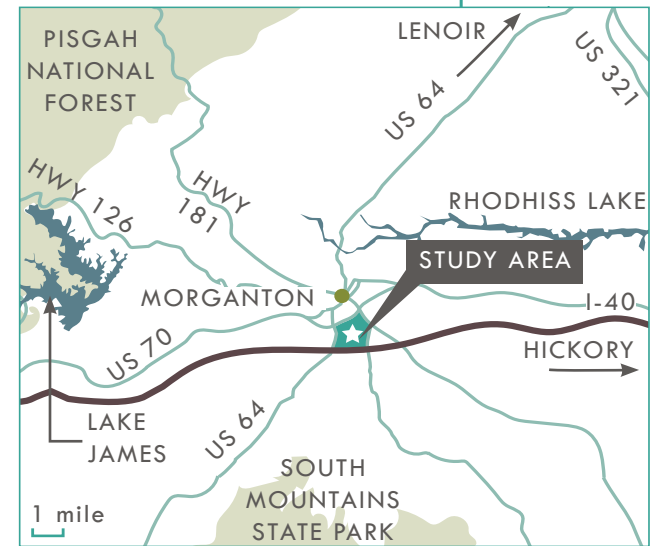 PISGAH
NATIONAL
FOREST
LENOIR
US 64
US 321
HWY 126
HWY
181
RHODHISS LAKE
STUDY AREA
MORGANTON
I-40
US 70
HICKORY
LAKE
JAMES
US 64
SOUTH
MOUNTAINS
STATE PARK
1 mile